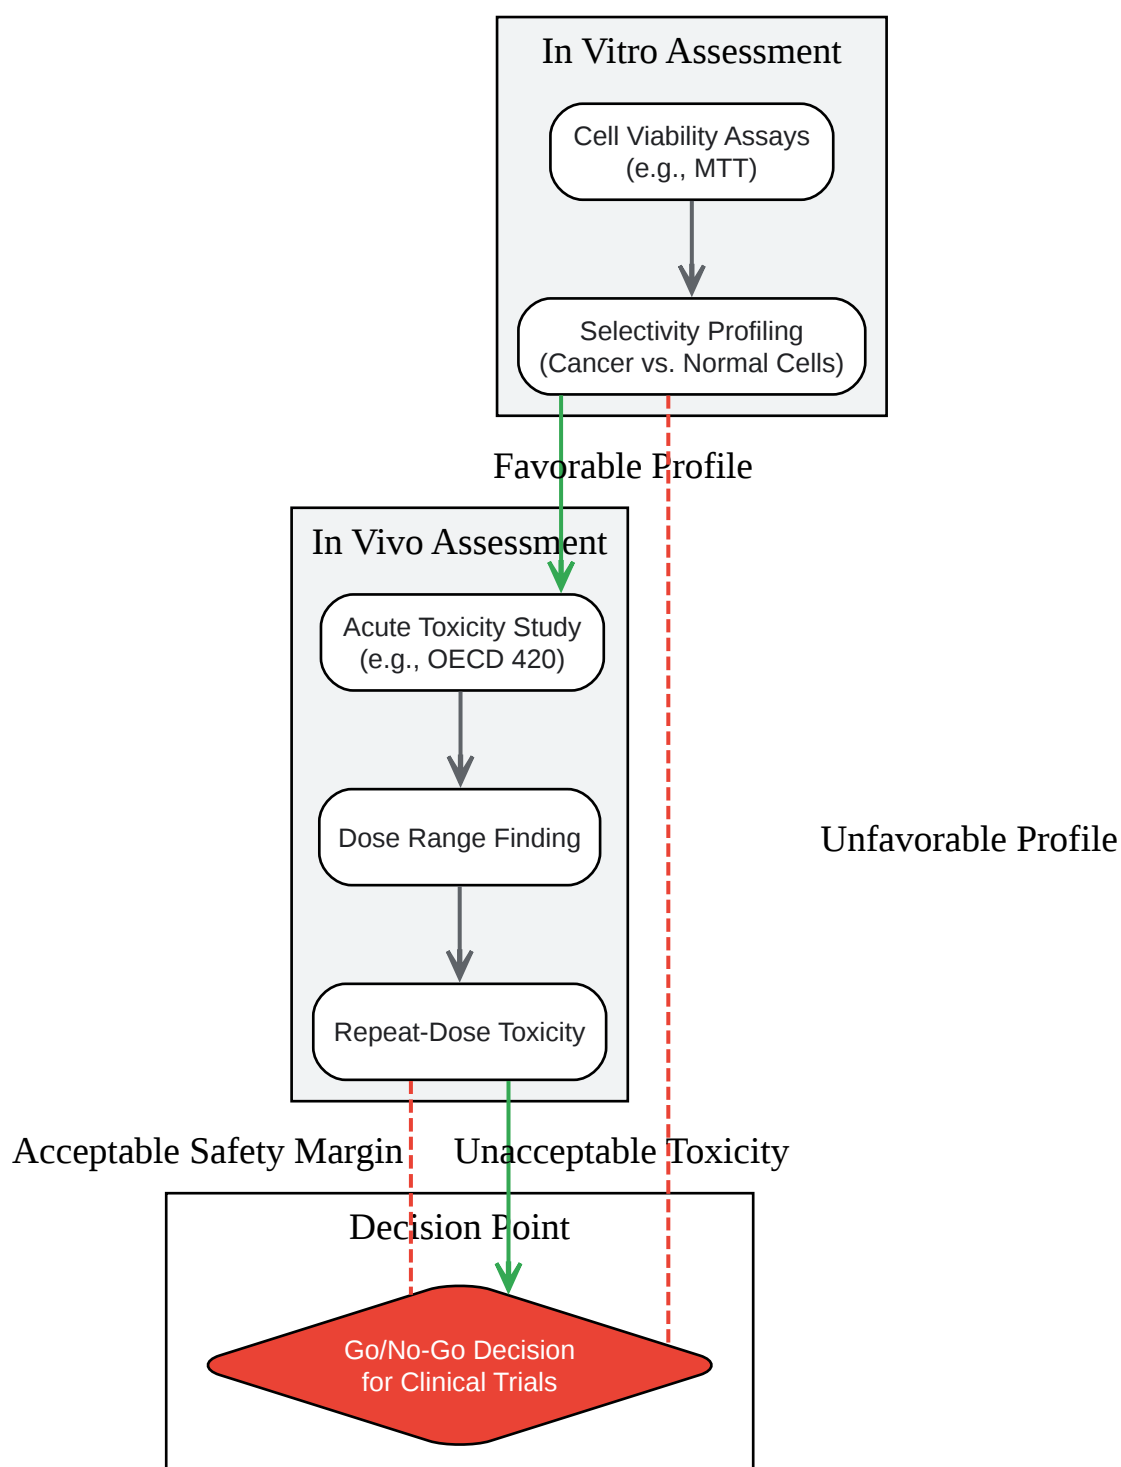 In Vitro Assessment
Cell Viability Assays
(e.g., MTT)
Selectivity Profiling
(Cancer vs. Normal Cells)
Favorable Profile
In Vivo Assessment
Acute Toxicity Study
(e.g., OECD 420)
Dose Range Finding
Unfavorable Profile
Repeat-Dose Toxicity
Acceptable Safety Margin
Unacceptable Toxicity
Decision Point
Go/No-Go Decision
for Clinical Trials